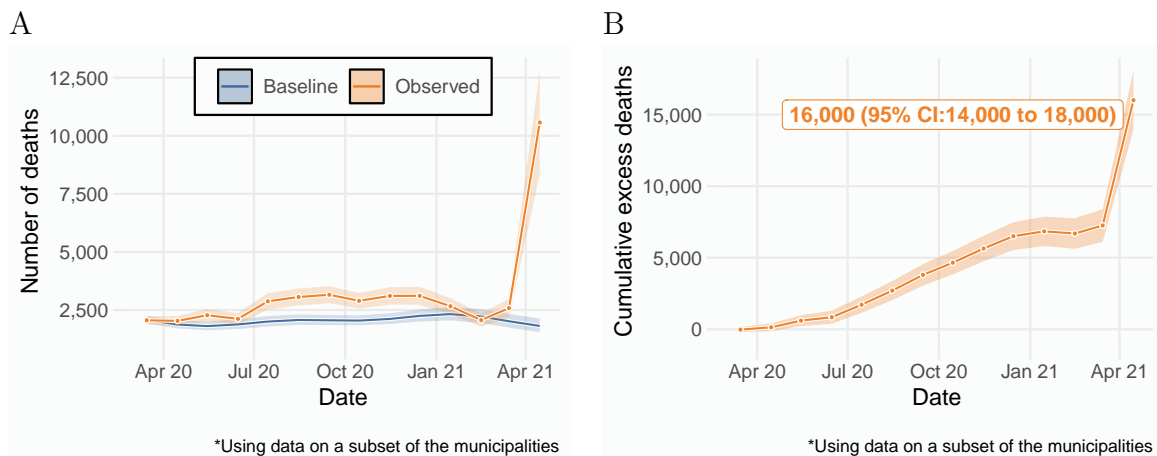 A
Number of deaths
12,500
10,000
7,500
5,000
2,500
Baseline Observed
Apr 20 Jul 20 Oct 20 Jan 21 Apr 21
Date
*Using data on a subset of the municipalities
B
Cumulative excess deaths
15,000
10,000
5,000
0
16,000 (95% CI:14,000 to 18,000)
Apr 20 Jul 20 Oct 20 Jan 21 Apr 21
Date
*Using data on a subset of the municipalities